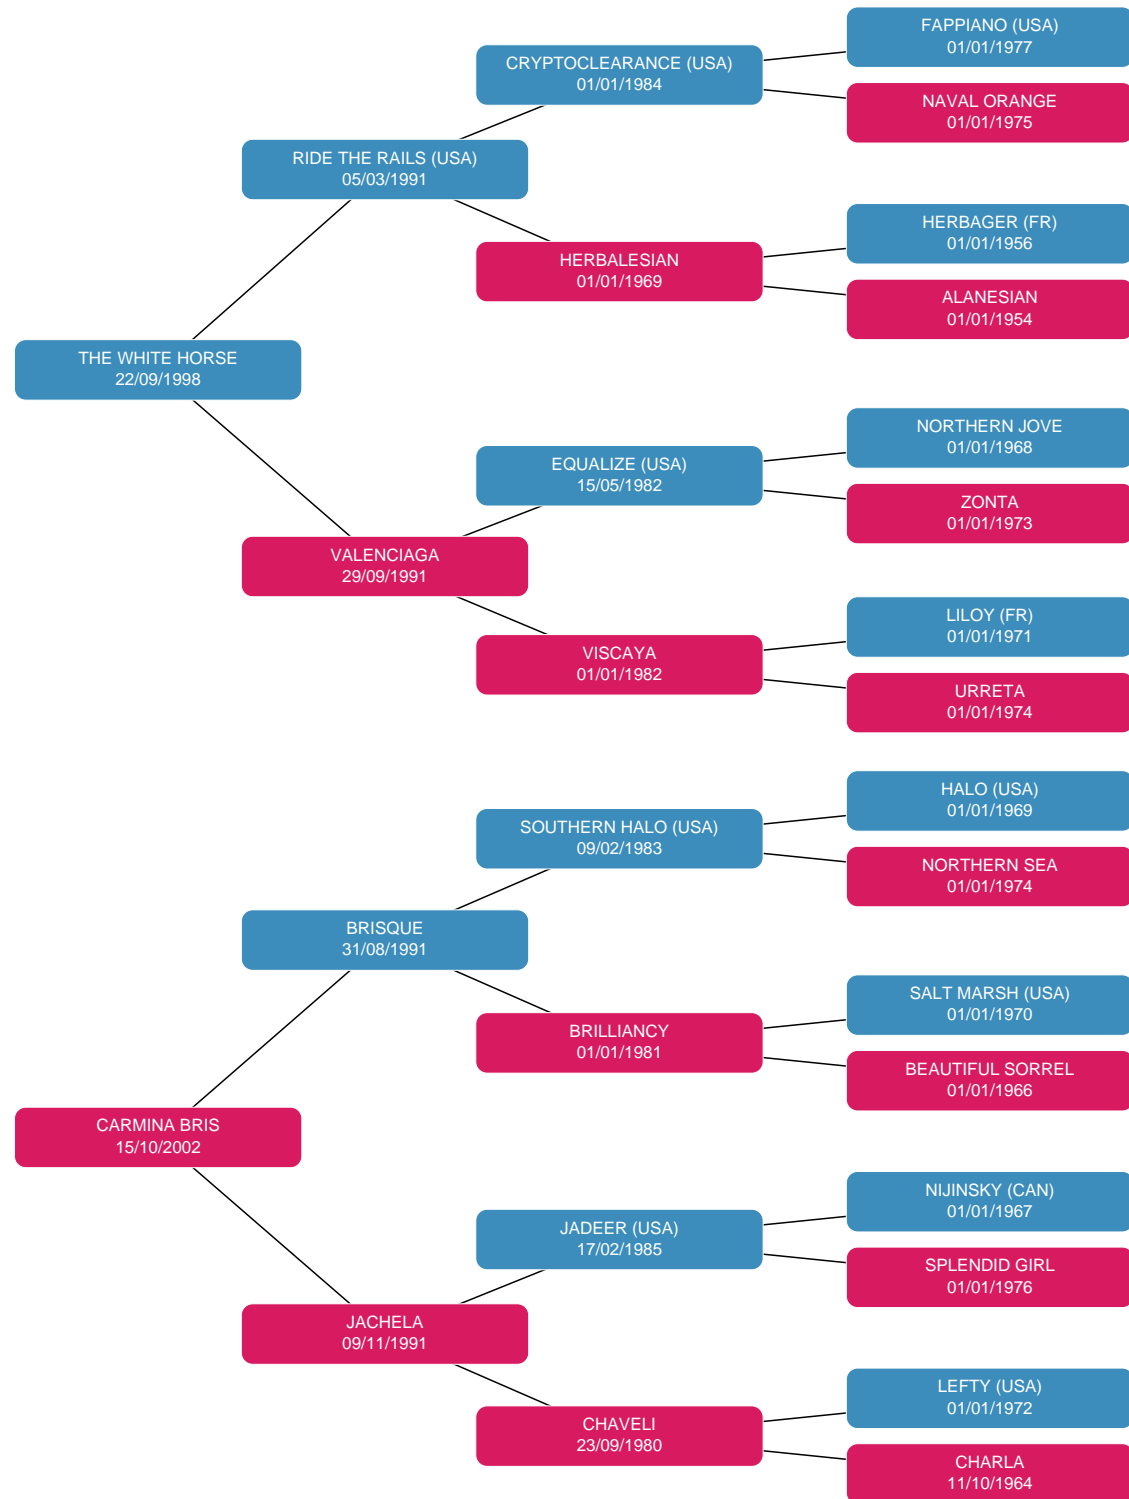 FAPPIANO (USA)
01/01/1977
CRYPTOCLEARANCE (USA)
01/01/1984
NAVAL ORANGE
01/01/1975
RIDE THE RAILS (USA)
05/03/1991
HERBAGER (FR)
01/01/1956
HERBALESIAN
01/01/1969
ALANESIAN
01/01/1954
THE WHITE HORSE
22/09/1998
NORTHERN JOVE
01/01/1968
EQUALIZE (USA)
15/05/1982
ZONTA
01/01/1973
VALENCIAGA
29/09/1991
LILOY (FR)
01/01/1971
VISCAYA
01/01/1982
URRETA
01/01/1974
HALO (USA)
01/01/1969
SOUTHERN HALO (USA)
09/02/1983
NORTHERN SEA
01/01/1974
BRISQUE
31/08/1991
SALT MARSH (USA)
01/01/1970
BRILLIANCY
01/01/1981
BEAUTIFUL SORREL
01/01/1966
CARMINA BRIS
15/10/2002
NIJINSKY (CAN)
01/01/1967
JADEER (USA)
17/02/1985
SPLENDID GIRL
01/01/1976
JACHELA
09/11/1991
LEFTY (USA)
01/01/1972
CHAVELI
23/09/1980
CHARLA
11/10/1964